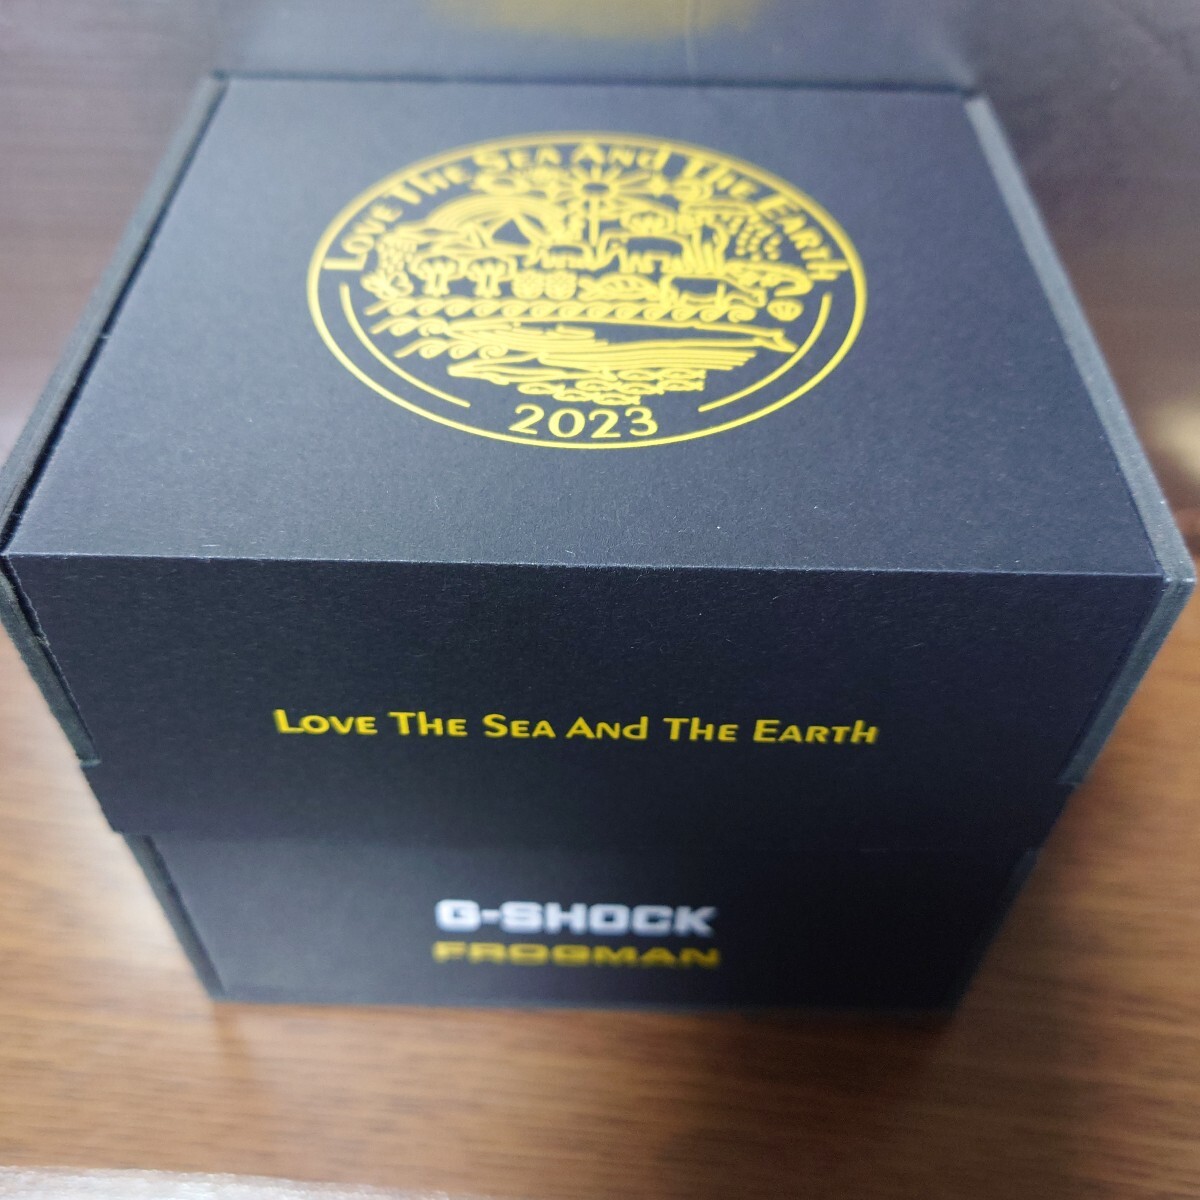 Love The Sea And The Earth
2023
Love The Sea And The Earth
G-SHOCK
FROGMAN